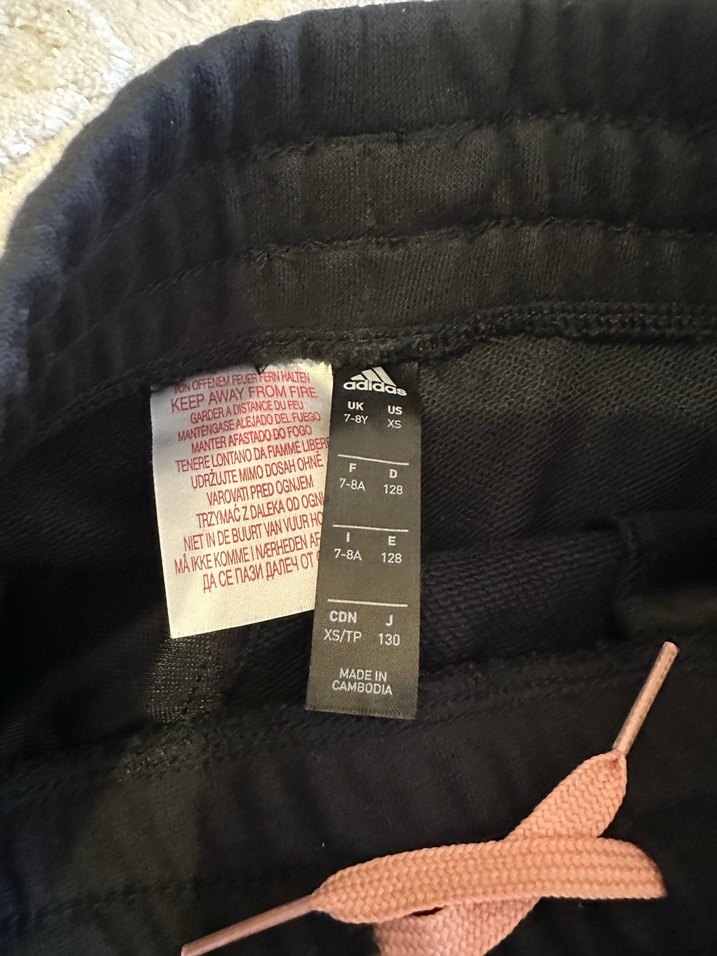 VON OFFENEM FEUER FERN HALTEN
KEEP AWAY FROM FIRE
GARDER A DISTANCE DU FEU
MANTÉNGASE ALEJADO DEL FUEGO
MANTER AFASTADO DO FOGO
TENERE LONTANO DA FIAMME LIBERE
UDRŽUJTE MIMO DOSAH OHNĚ
VAROVATI PRED OGNJEM
TRZYMAĆ Z DALEKA OD OGNI
NIET IN DE BUURT VAN VUUR
MÅ IKKE KOMME I NÆRHEDEN AF
ДА СЕ ПАЗИ ДАЛЕЧ ОТ
adidas
UK US
7-8Y XS
F D
7-8A 128
I E
7-8A 128
CDN J
XS/TP 130
MADE IN
CAMBODIA